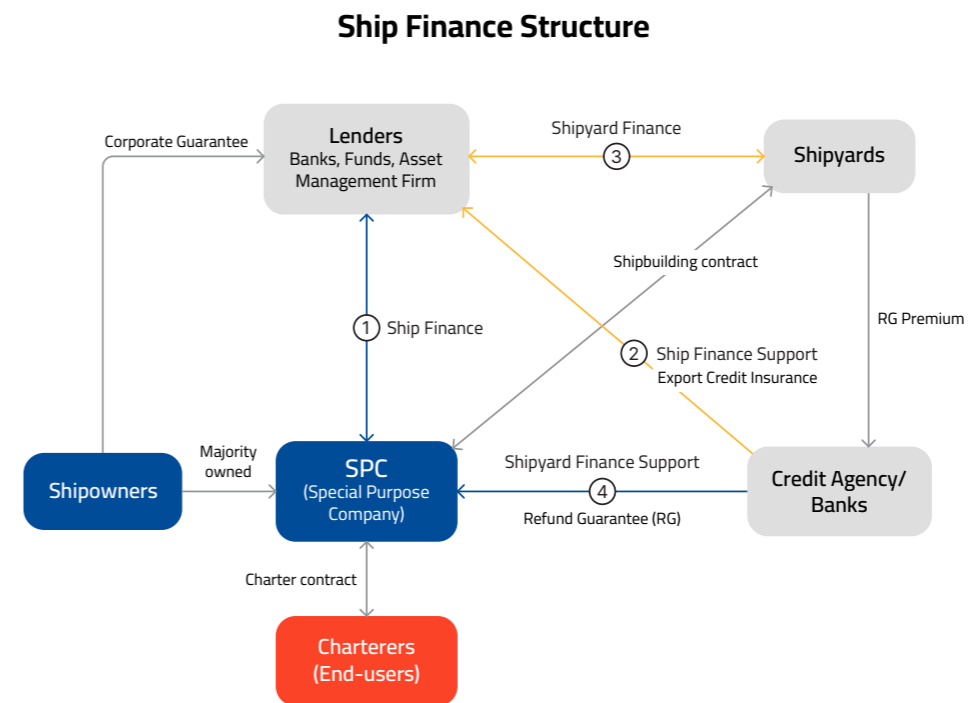 Ship Finance Structure
Corporate Guarantee
Lenders
Banks, Funds, Asset
Management Firm
Shipyard Finance
3
Shipyards
Shipbuilding contract
RG Premium
1 Ship Finance
2 Ship Finance Support
Export Credit Insurance
Shipowners
Majority
owned
SPC
(Special Purpose
Company)
Shipyard Finance Support
4
Refund Guarantee (RG)
Credit Agency/
Banks
Charter contract
Charterers
(End-users)